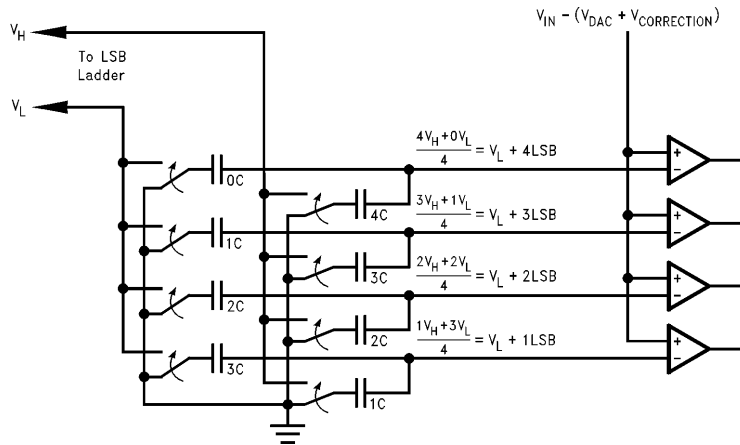 V_H
To LSB
Ladder
V_L
V_IN − (V_DAC + V_CORRECTION)
(4V_H+0V_L)/4 = V_L + 4LSB
+
−
0C
4C
(3V_H+1V_L)/4 = V_L + 3LSB
+
−
1C
3C
(2V_H+2V_L)/4 = V_L + 2LSB
+
−
2C
2C
(1V_H+3V_L)/4 = V_L + 1LSB
+
−
3C
1C